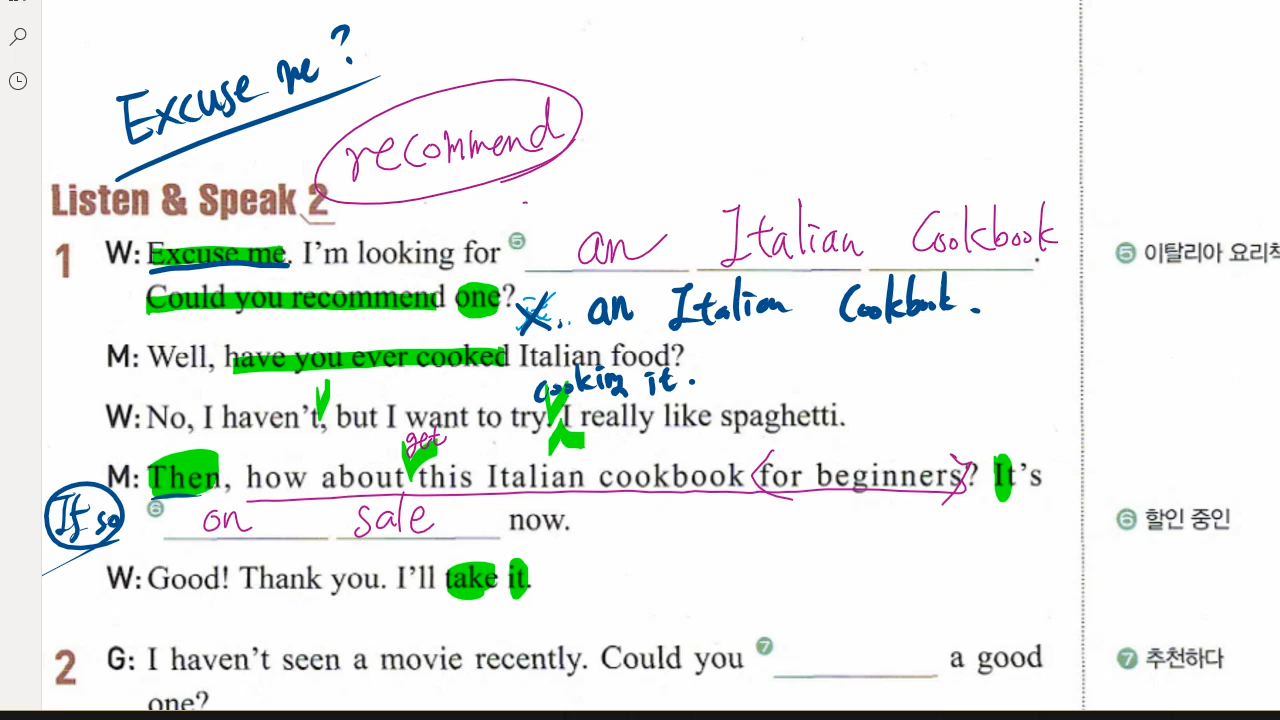 Excuse me?
recommend
Listen & Speak 2
1 W: Excuse me. I'm looking for ⑤ an Italian Cookbook.
⑤ 이탈리아 요리책
Could you recommend one? an Italian Cookbook.
M: Well, have you ever cooked Italian food?
cooking it.
W: No, I haven't, but I want to try. I really like spaghetti.
get
M: Then, how about this Italian cookbook (for beginners)? It's
If so
⑥ on sale now.
⑥ 할인 중인
W: Good! Thank you. I'll take it.
2 G: I haven't seen a movie recently. Could you ⑦ a good
⑦ 추천하다
one?